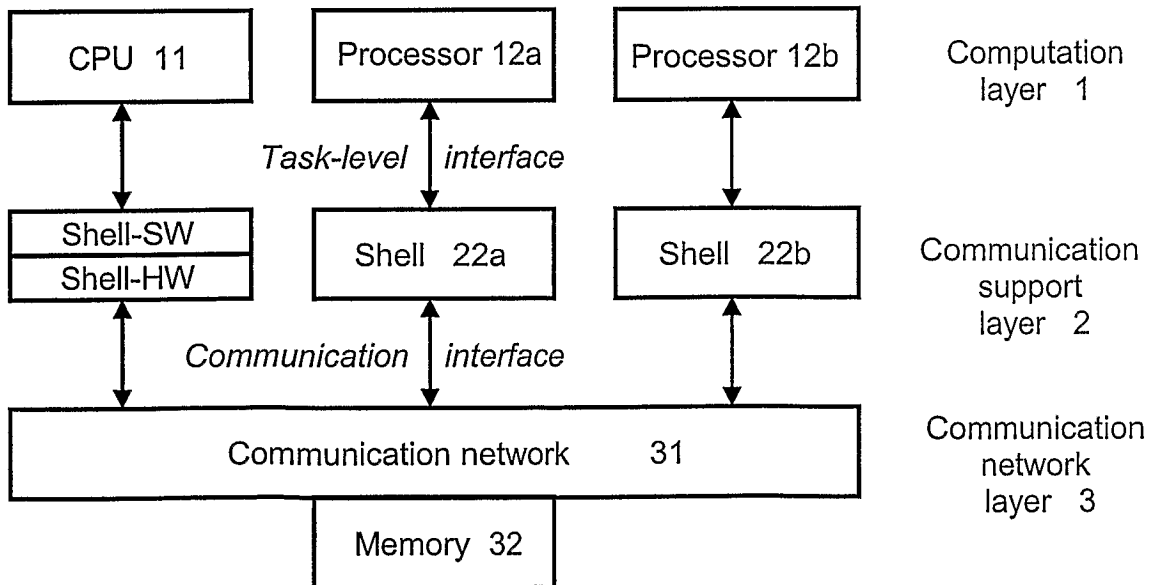 CPU 11
Processor 12a
Processor 12b
Computation
layer 1
Task-level interface
Shell-SW
Shell-HW
Shell 22a
Shell 22b
Communication
support
layer 2
Communication interface
Communication network 31
Communication
network
layer 3
Memory 32